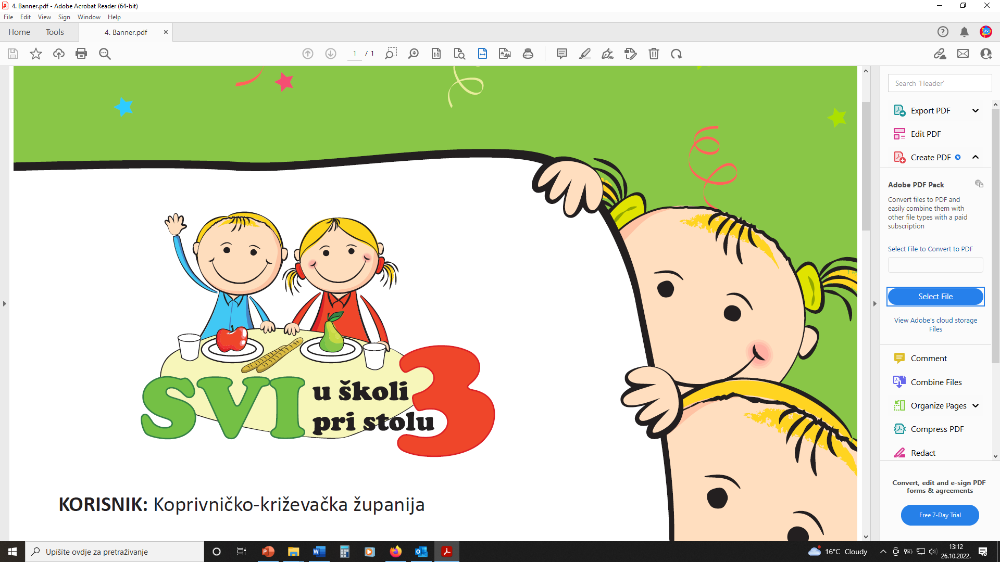 4. Banner.pdf - Adobe Acrobat Reader (64-bit)
File Edit View Sign Window Help
Home Tools 4. Banner.pdf
1 / 1
SVI u školi pri stolu 3
KORISNIK: Koprivničko-križevačka županija
Search 'Header'
Export PDF
Edit PDF
Create PDF
Adobe PDF Pack
Convert files to PDF and
easily combine them with
other file types with a paid
subscription
Select File to Convert to PDF
Select File
View Adobe's cloud storage
Files
Comment
Combine Files
Organize Pages
Compress PDF
Redact
Convert, edit and e-sign PDF
forms & agreements
Free 7-Day Trial
Upišite ovdje za pretraživanje
16°C Cloudy
13:12
26.10.2022.